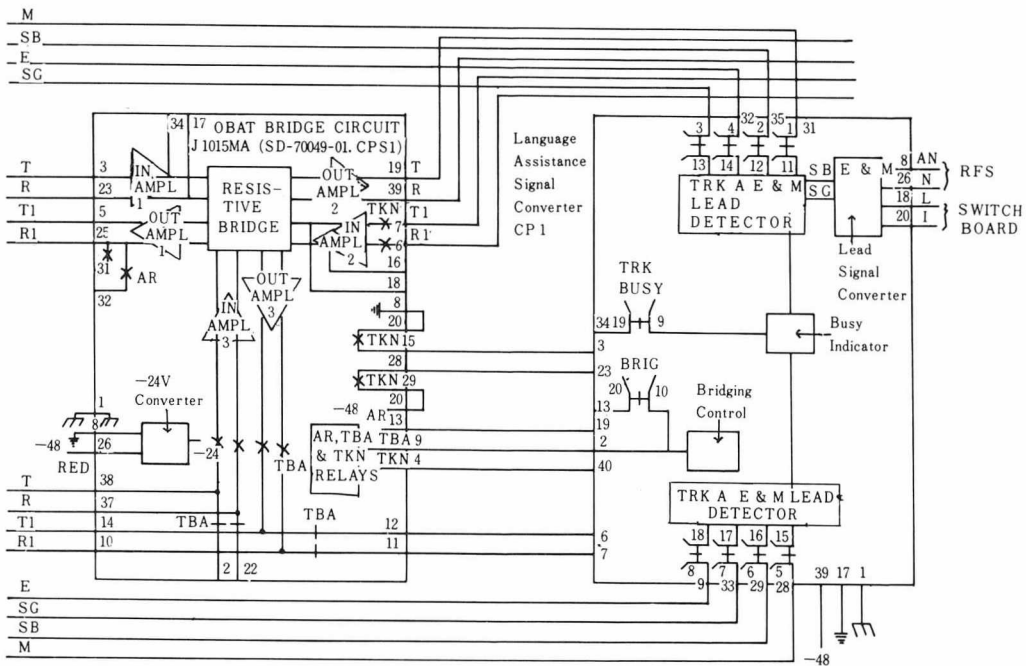 M
SB
E
SG
34
17 OBAT BRIDGE CIRCUIT
J1015MA (SD-70049-01. CPS1)
T 3
R 23
T1 5
R1 25
31
AR
32
IN
AMPL
1
OUT
AMPL
1
RESIS-
TIVE
BRIDGE
OUT
AMPL
2
IN
AMPL
2
19 T
39 R
TKN T1
7
R1
6
16
18
IN
AMPL
3
OUT
AMPL
3
8
20
TKN 15
28
TKN 29
20
-48
AR 13
AR, TBA TBA 9
& TKN TKN 4
RELAYS
-24V
Converter
1
8
-48 26
RED
-24
TBA
T 38
R 37
T1 14
R1 10
TBA
TBA
12
11
2 22
E
SG
SB
M
Language
Assistance
Signal
Converter
CP1
32 35 31
3 4 2 1
13 14 12 11
TRK A E & M
LEAD
DETECTOR
SB
SG
E & M
Lead
Signal
Converter
8 AN
26 N
RFS
18 L
20 I
SWITCH
BOARD
TRK
BUSY
34 19 9
3
Busy
Indicator
23
BRIG
20 10
13
19
2
40
Bridging
Control
TRK A E & M LEAD
DETECTOR
6
7
18 17 16 15
8 7 6 5
9 33 29 28
39 17 1
-48